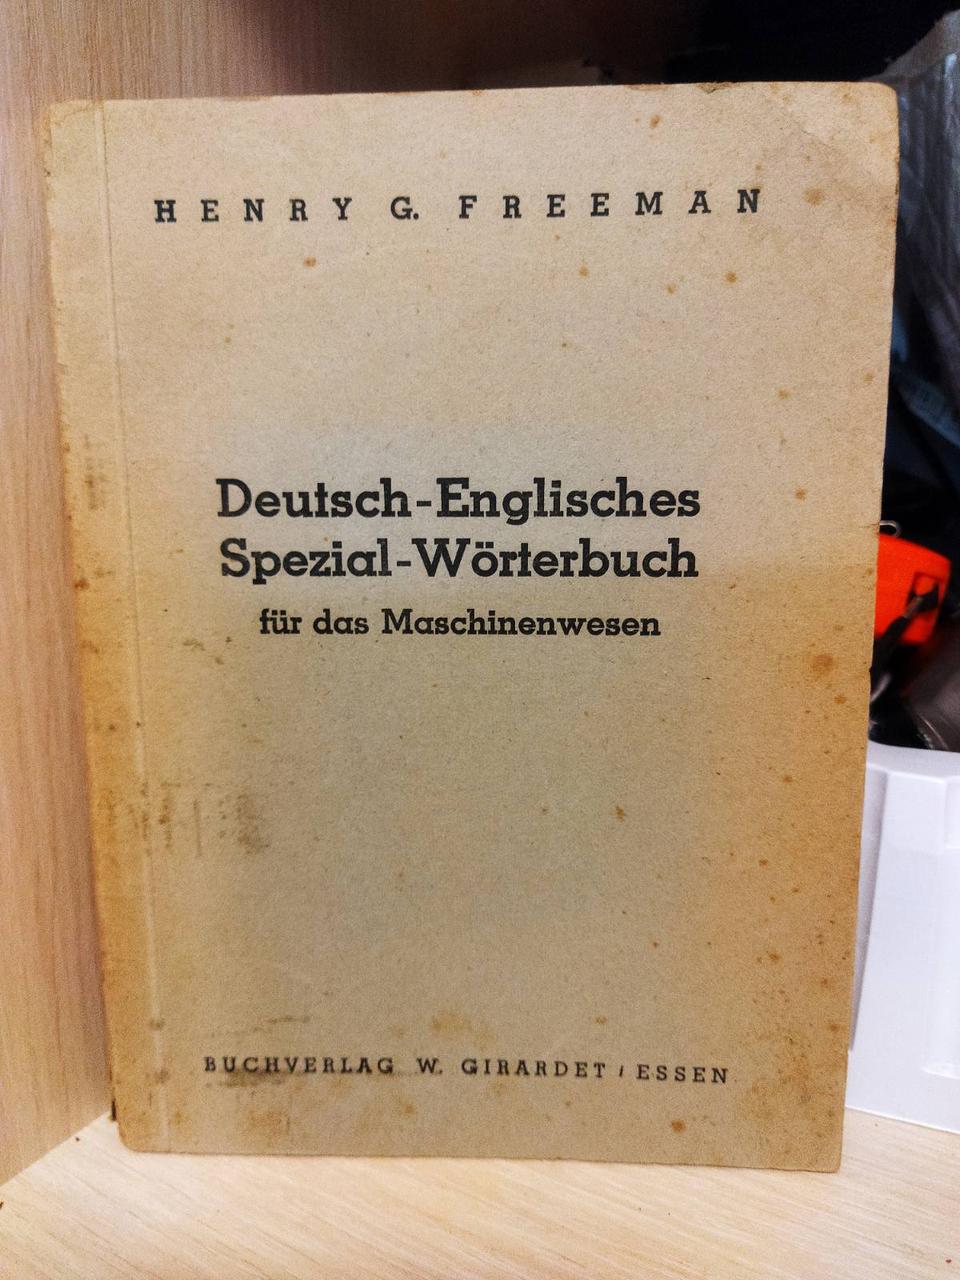 HENRY G. FREEMAN
Deutsch-Englisches
Spezial-Wörterbuch
für das Maschinenwesen
BUCHVERLAG W. GIRARDET / ESSEN